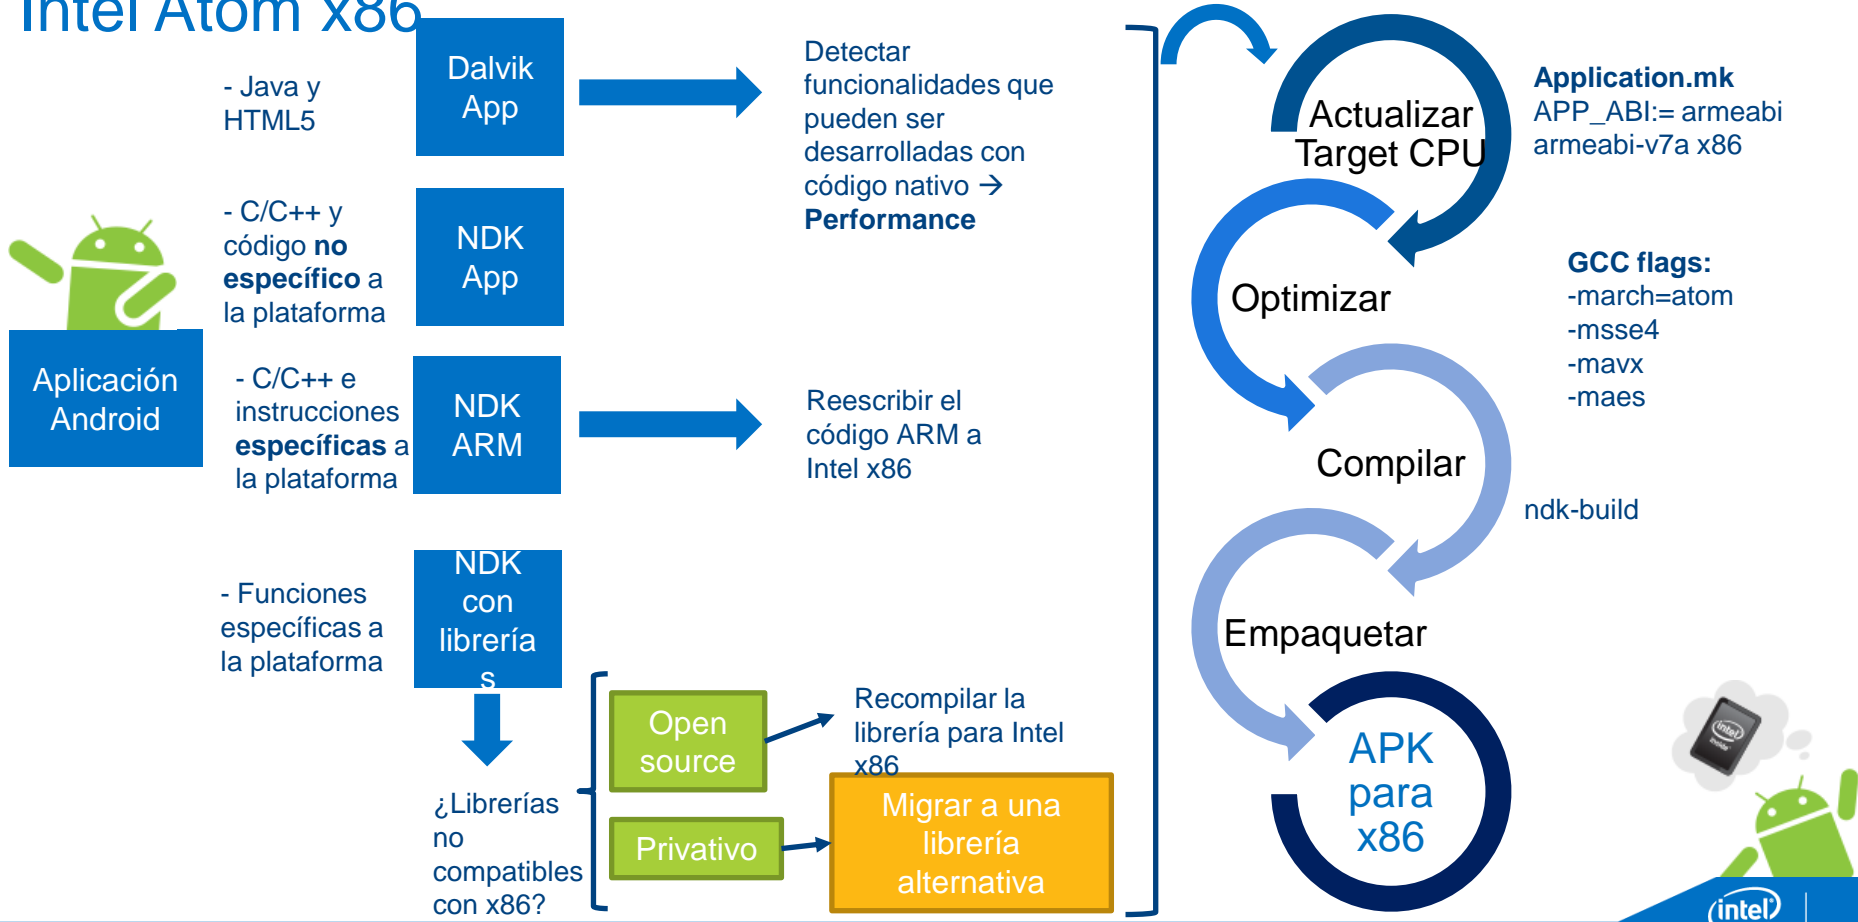 Intel Atom x86
- Java y
HTML5
Dalvik
App
Detectar
funcionalidades que
pueden ser
desarrolladas con
código nativo →
Performance
- C/C++ y
código no
específico a
la plataforma
NDK
App
Aplicación
Android
- C/C++ e
instrucciones
específicas a
la plataforma
NDK
ARM
Reescribir el
código ARM a
Intel x86
- Funciones
específicas a
la plataforma
NDK
con
librería
s
¿Librerías
no
compatibles
con x86?
Open
source
Recompilar la
librería para Intel
x86
Privativo
Migrar a una
librería
alternativa
Actualizar
Target CPU
Application.mk
APP_ABI:= armeabi
armeabi-v7a x86
Optimizar
GCC flags:
-march=atom
-msse4
-mavx
-maes
Compilar
ndk-build
Empaquetar
APK
para
x86
(intel)
inside"
(intel)